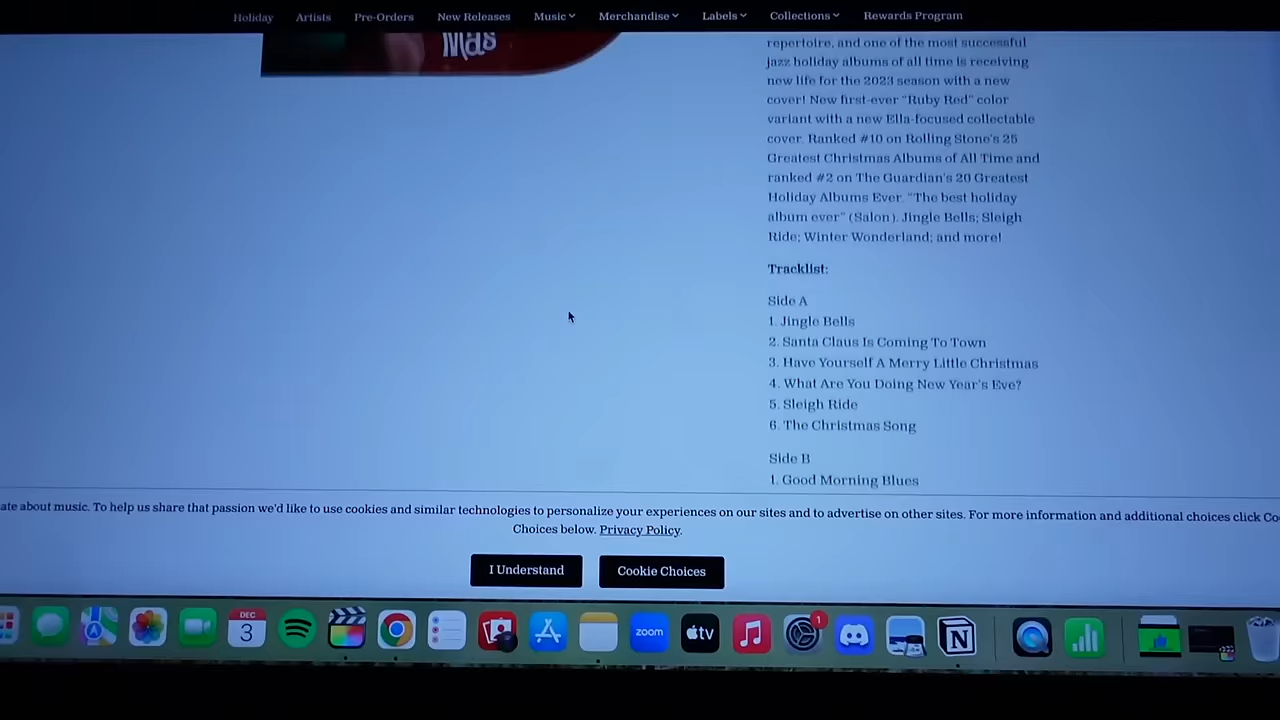 Holiday Artists Pre-Orders New Releases Music Merchandise Labels Collections Rewards Program
Mas
repertoire, and one of the most successful
jazz holiday albums of all time is receiving
new life for the 2023 season with a new
cover! New first-ever "Ruby Red" color
variant with a new Ella-focused collectable
cover. Ranked #10 on Rolling Stone's 25
Greatest Christmas Albums of All Time and
ranked #2 on The Guardian's 20 Greatest
Holiday Albums Ever. "The best holiday
album ever" (Salon). Jingle Bells; Sleigh
Ride; Winter Wonderland; and more!
Tracklist:
Side A
1. Jingle Bells
2. Santa Claus Is Coming To Town
3. Have Yourself A Merry Little Christmas
4. What Are You Doing New Year's Eve?
5. Sleigh Ride
6. The Christmas Song
Side B
1. Good Morning Blues
ate about music. To help us share that passion we'd like to use cookies and similar technologies to personalize your experiences on our sites and to advertise on other sites. For more information and additional choices click Co
Choices below. Privacy Policy.
I Understand Cookie Choices
DEC
3
zoom
tv
1
N